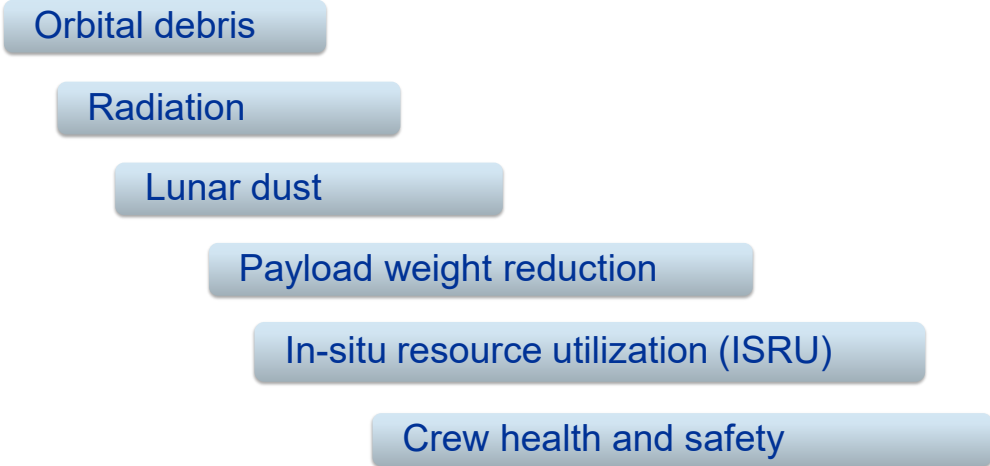 Orbital debris
Radiation
Lunar dust
Payload weight reduction
In-situ resource utilization (ISRU)
Crew health and safety